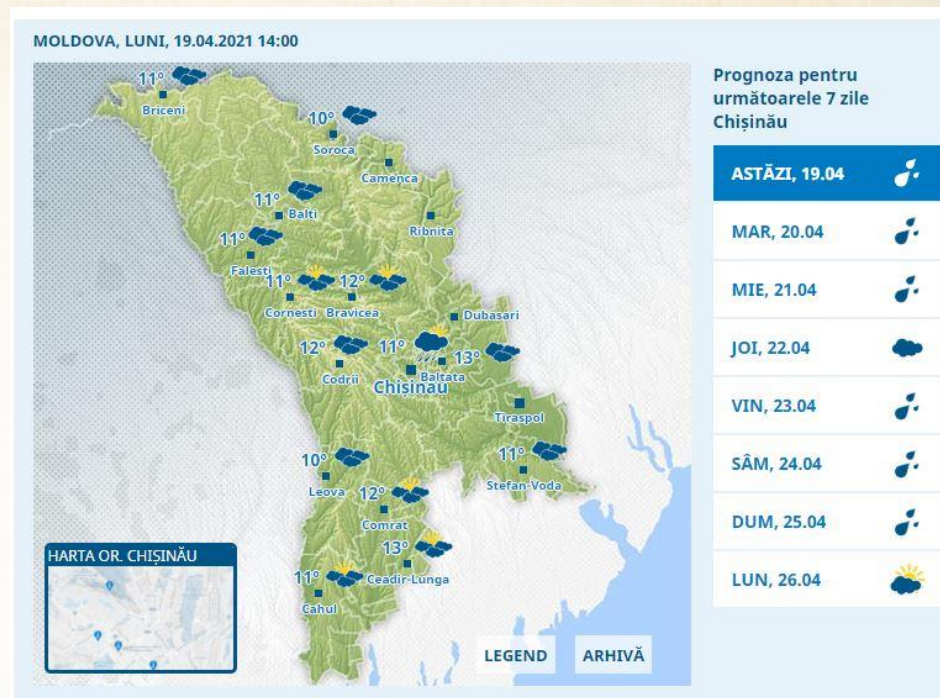 MOLDOVA, LUNI, 19.04.2021 14:00
11°
Briceni
10°
Soroca
Camenca
11°
Balti
Ribnita
11°
Falesti
11°
Cornesti
12°
Bravicea
Dubasari
12°
Codrii
11°
Chișinău
13°
Baltata
Tiraspol
11°
Stefan-Voda
10°
Leova
12°
Comrat
13°
Ceadir-Lunga
11°
Cahul
HARTA OR. CHIȘINĂU
LEGEND
ARHIVĂ
Prognoza pentru
următoarele 7 zile
Chișinău
ASTĂZI, 19.04
MAR, 20.04
MIE, 21.04
JOI, 22.04
VIN, 23.04
SÂM, 24.04
DUM, 25.04
LUN, 26.04